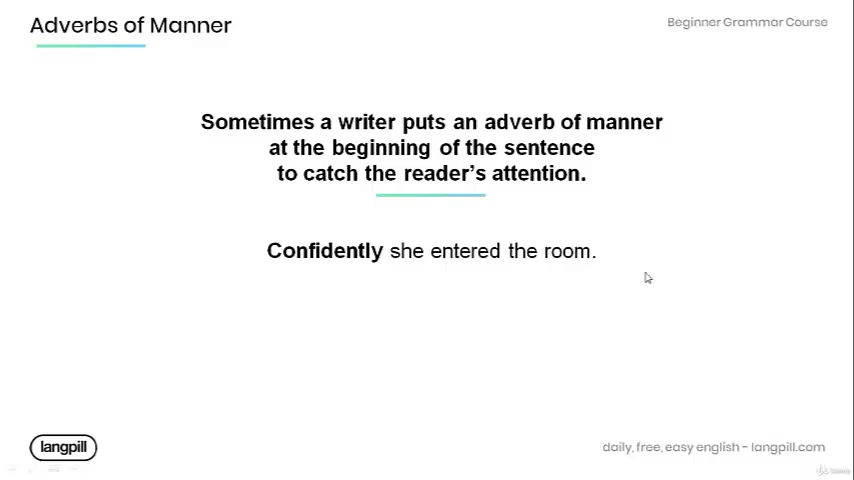 Adverbs of Manner
Beginner Grammar Course
Sometimes a writer puts an adverb of manner
at the beginning of the sentence
to catch the reader's attention.
Confidently she entered the room.
langpill
daily, free, easy english - langpill.com
Udemy